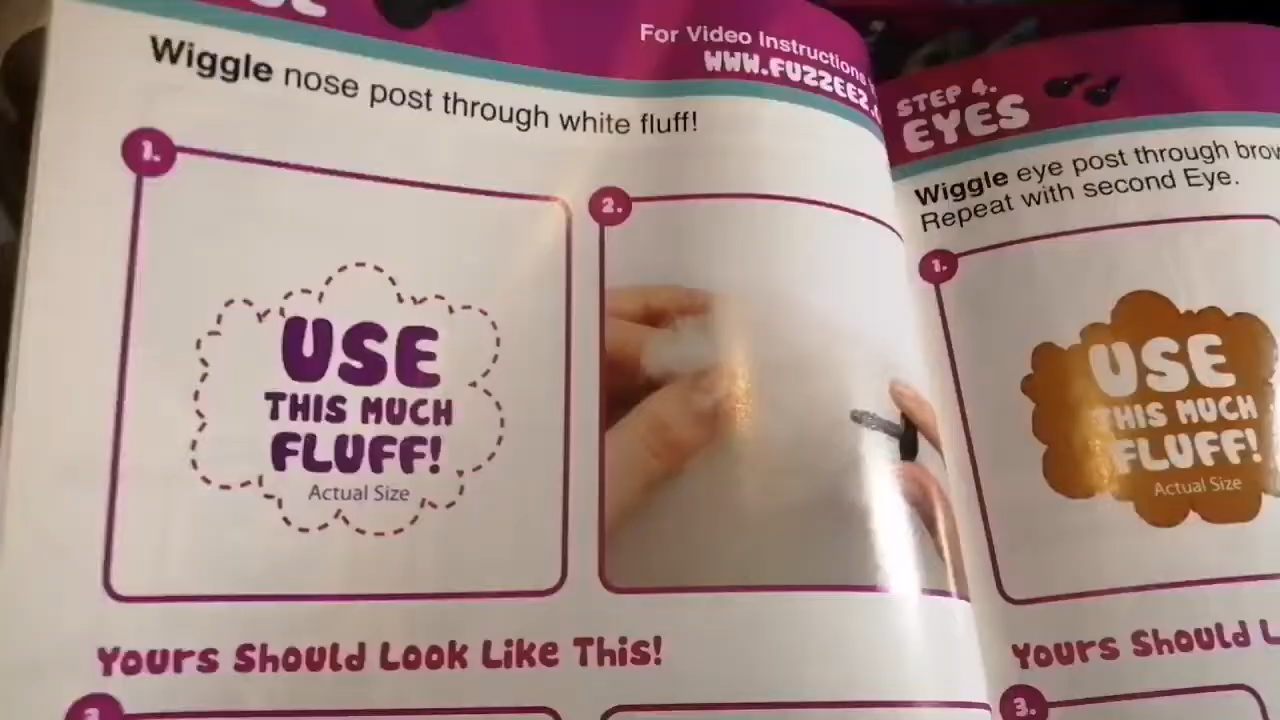 For Video Instructions
WWW.FUZZEEZ.
Wiggle nose post through white fluff!
1.
USE
THIS MUCH
FLUFF!
Actual Size
2.
Yours Should Look Like This!
STEP 4.
EYES
Wiggle eye post through
Repeat with second Eye.
1.
USE
THIS MUCH
FLUFF!
Actual Size
Yours Should
3.